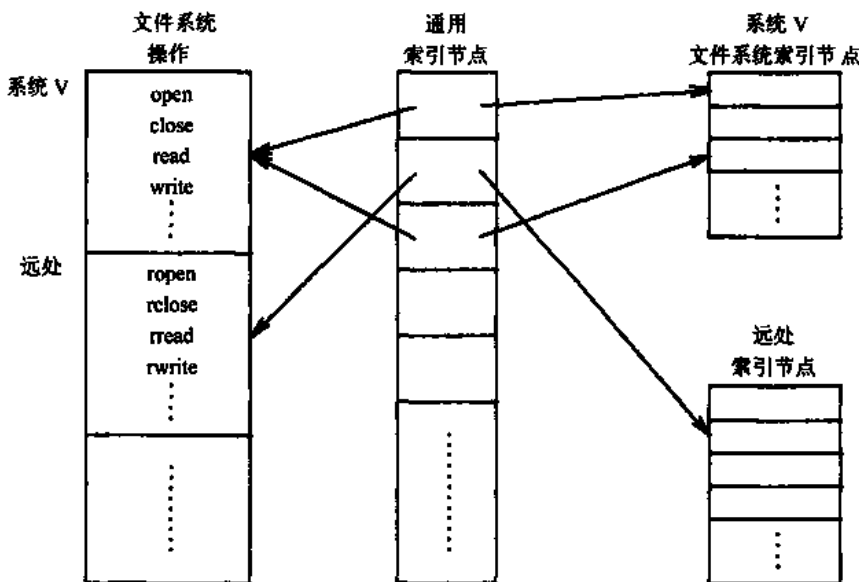 文件系统
操作
通用
索引节点
系统 V
文件系统索引节点
系统 V
open
close
read
write
远处
ropen
rclose
rread
rwrite
远处
索引节点